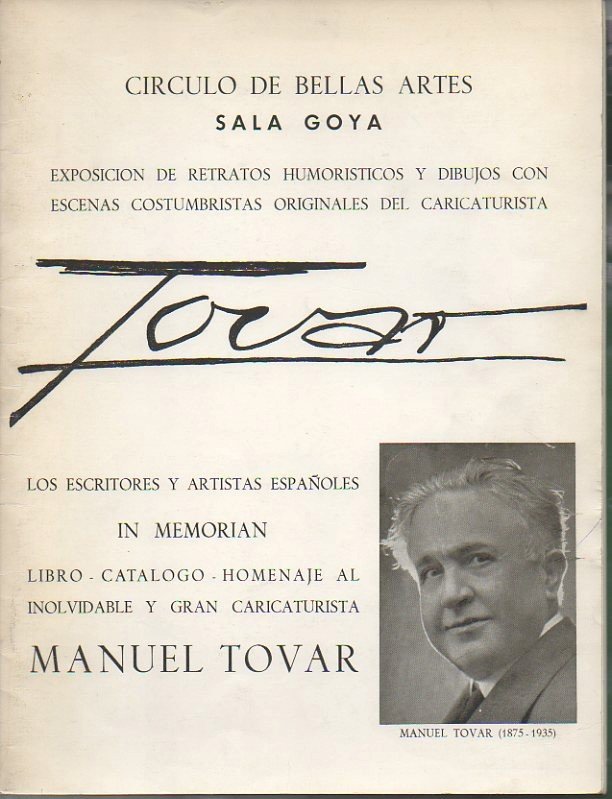 CIRCULO DE BELLAS ARTES
SALA GOYA
EXPOSICION DE RETRATOS HUMORISTICOS Y DIBUJOS CON
ESCENAS COSTUMBRISTAS ORIGINALES DEL CARICATURISTA
Tovar
LOS ESCRITORES Y ARTISTAS ESPAÑOLES
IN MEMORIAN
LIBRO - CATALOGO - HOMENAJE AL
INOLVIDABLE Y GRAN CARICATURISTA
MANUEL TOVAR
MANUEL TOVAR (1875-1935)